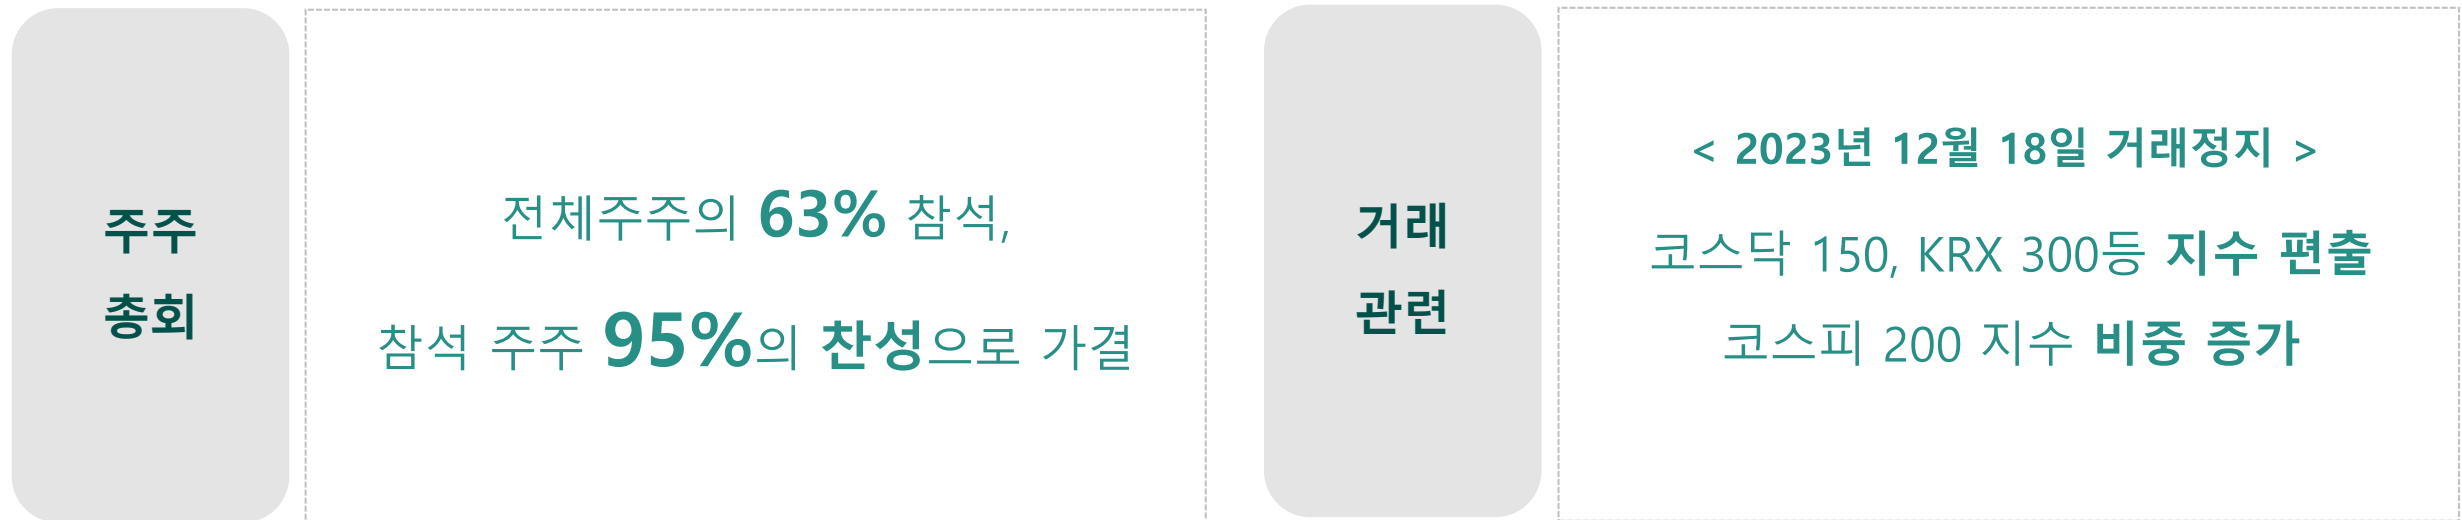 주주
총회
전체주주의 63% 참석,
참석 주주 95%의 찬성으로 가결
거래
관련
< 2023년 12월 18일 거래정지 >
코스닥 150, KRX 300등 지수 편출
코스피 200 지수 비중 증가